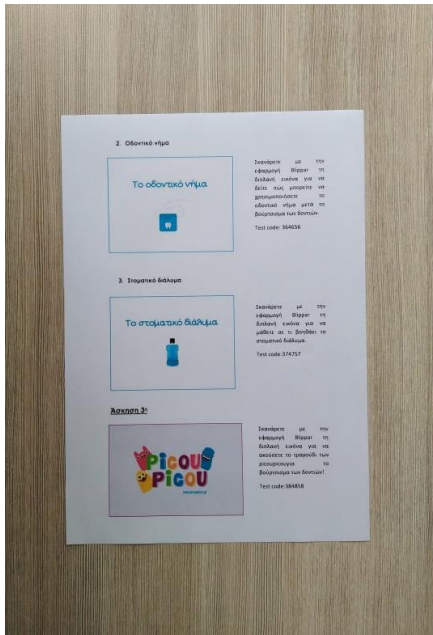 2. Οδοντικό νήμα
Το οδοντικό νήμα
Σκανάρετε με την
εφαρμογή Blippar τη
διπλανή εικόνα για να
δείτε πώς μπορείτε να
χρησιμοποιήσετε το
οδοντικό νήμα μετά το
βούρτσισμα των δοντιών.
Test code: 364656
3. Στοματικό διάλυμα
Το στοματικό διάλυμα
Σκανάρετε με την
εφαρμογή Blippar τη
διπλανή εικόνα για να
μάθετε σε τι βοηθάει το
στοματικό διάλυμα.
Test code:374757
Άσκηση 3η
PICOU
PICOU
Σκανάρετε με την
εφαρμογή Blippar τη
διπλανή εικόνα για να
ακούσετε το τραγούδι των
picoupicouγια το
βούρτσισμα των δοντιών!
Test code:384858